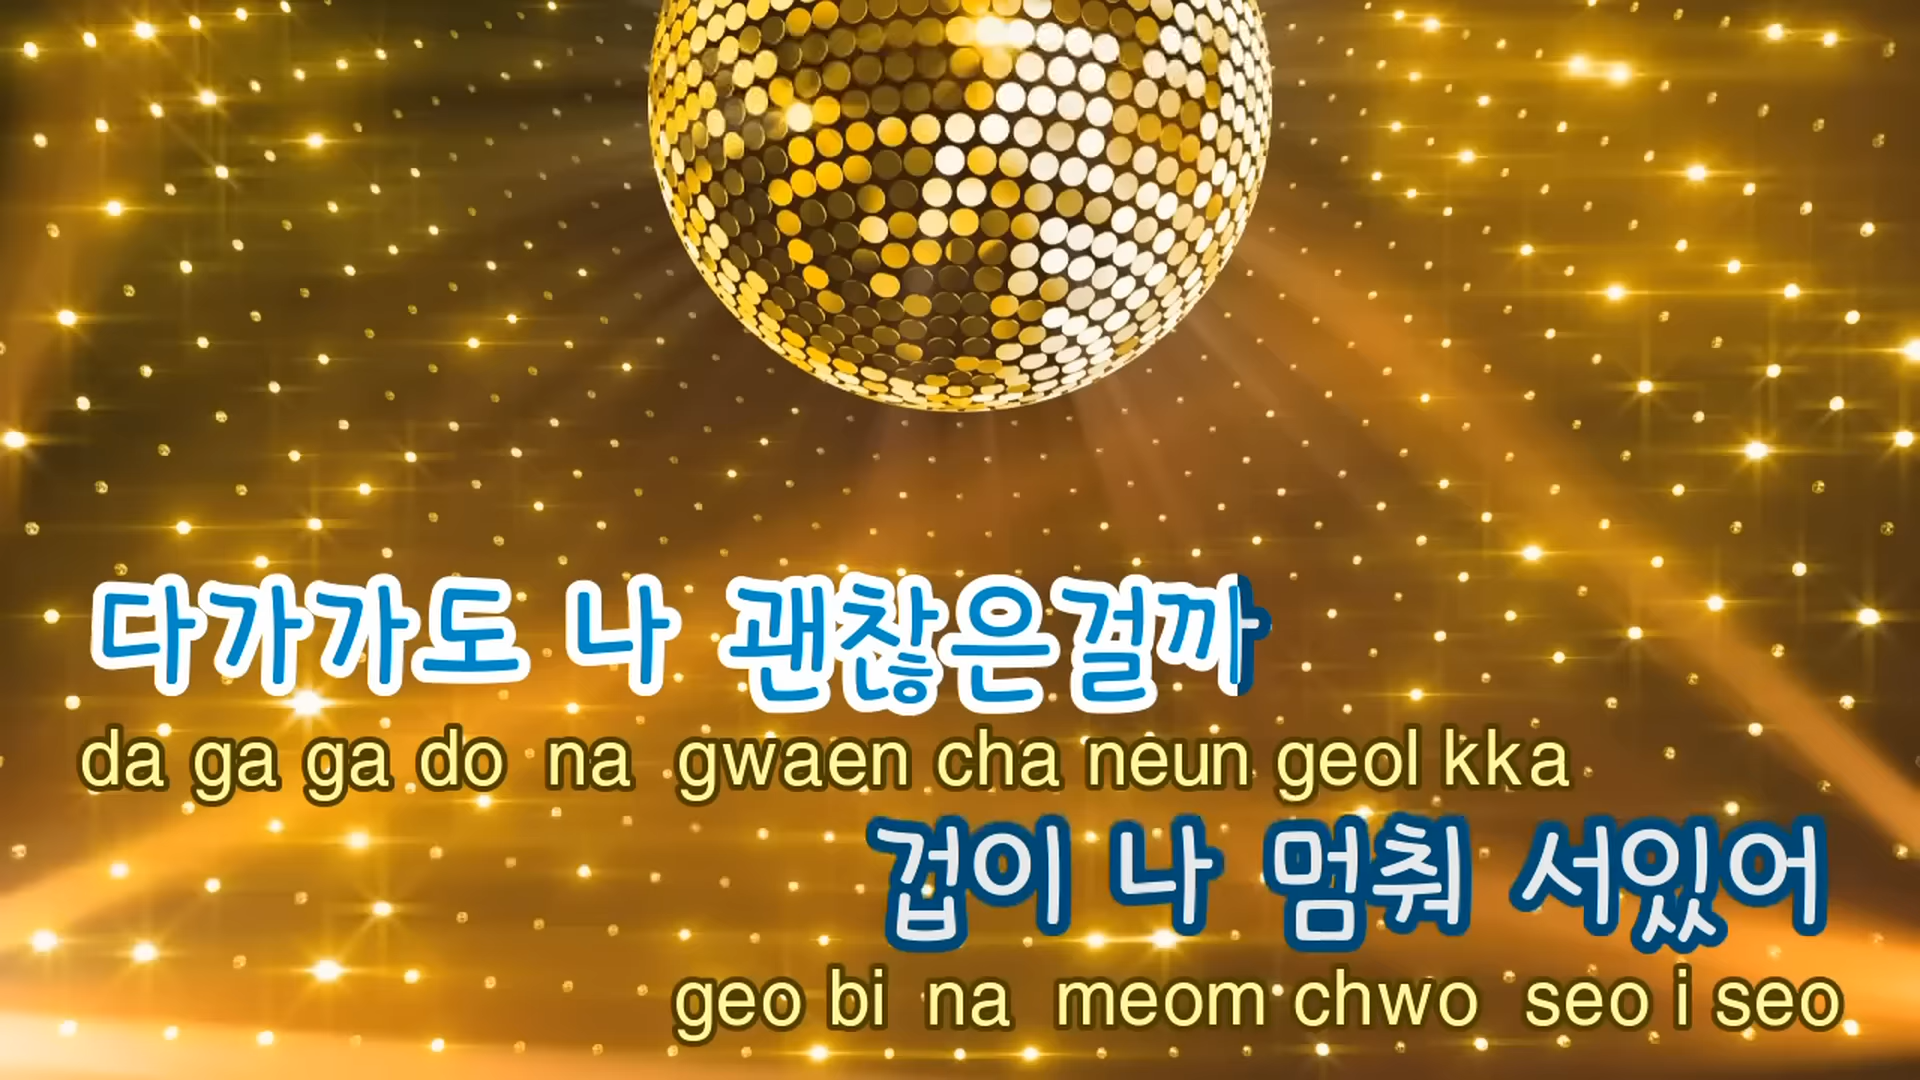 다가가도 나 괜찮은걸까
da ga ga do na gwaen cha neun geol kka
겁이 나 멈춰 서있어
geo bi na meom chwo seo i seo